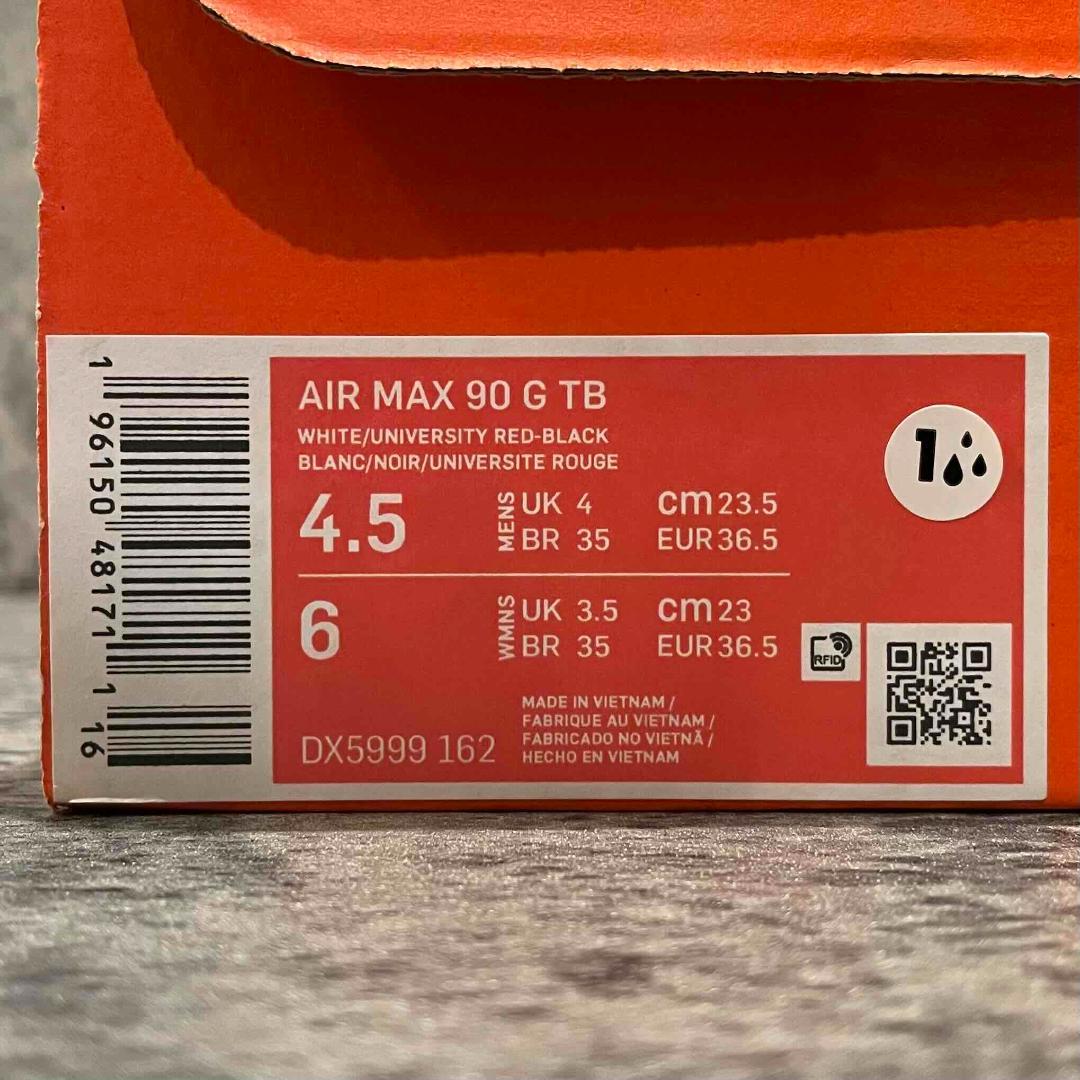 1 96150 48171 1 16
AIR MAX 90 G TB
WHITE/UNIVERSITY RED-BLACK
BLANC/NOIR/UNIVERSITE ROUGE
4.5 MENS UK 4 cm 23.5
BR 35 EUR 36.5
6 WMNS UK 3.5 cm 23
BR 35 EUR 36.5
MADE IN VIETNAM /
FABRIQUE AU VIETNAM /
FABRICADO NO VIETNÃ /
HECHO EN VIETNAM
DX5999 162
1
RFID